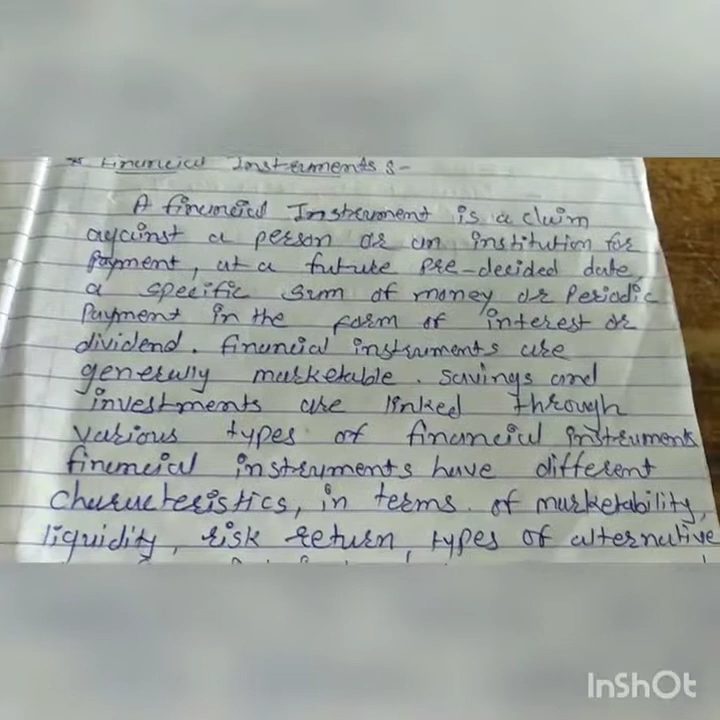 * Financial Instruments :-
A financial Instrument is a claim
against a person or an institution for
payment, at a future pre-decided date,
a specific sum of money or Periodic
Payment in the form of interest or
dividend. financial instruments are
generally marketable. savings and
investments are linked through
various types of financial instruments
financial instruments have different
characteristics, in terms of marketability,
liquidity, risk return, types of alternative
InShOt